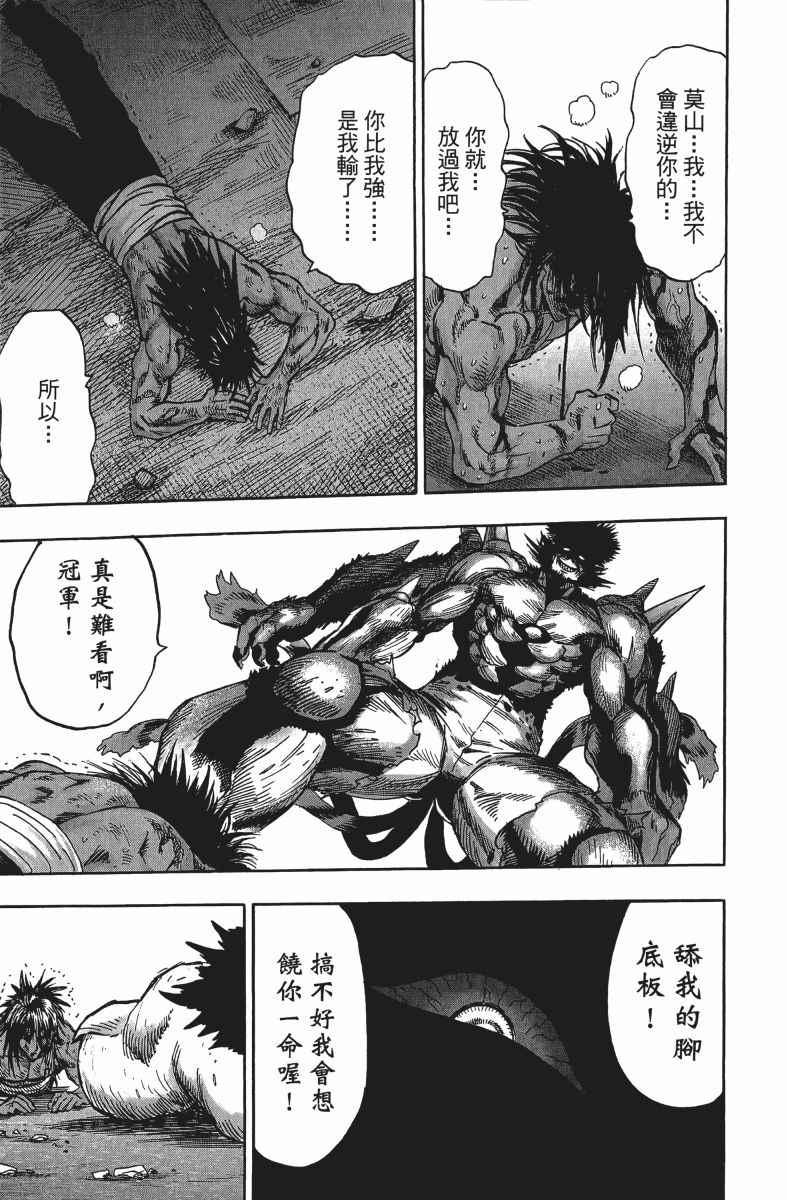 莫山…我…我不
會違逆你的…
你就…
放過我吧…
你比我強……
是我輸了……
所以…
真是難看啊，
冠軍！
舔我的腳
底板！
搞不好我會想
饒你一命喔！